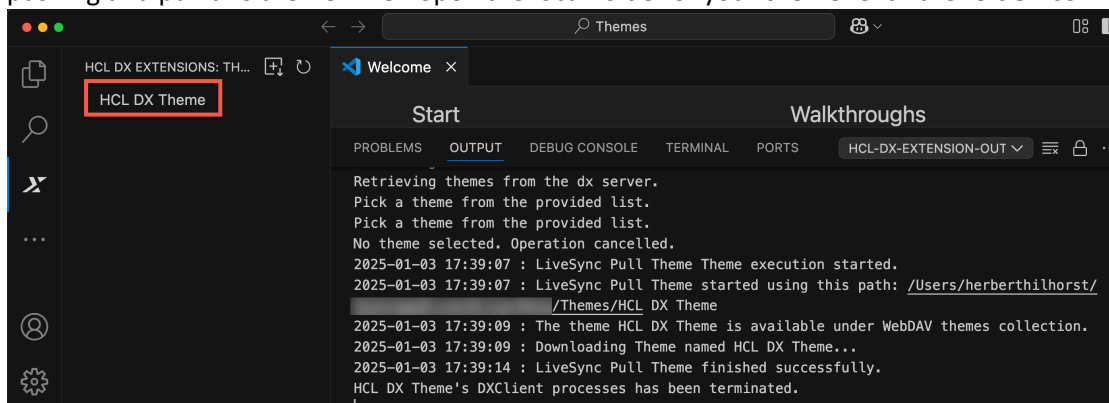 Themes
HCL DX EXTENSIONS: TH...
Welcome
HCL DX Theme
Start
Walkthroughs
PROBLEMS OUTPUT DEBUG CONSOLE TERMINAL PORTS HCL-DX-EXTENSION-OUT
Retrieving themes from the dx server.
Pick a theme from the provided list.
Pick a theme from the provided list.
No theme selected. Operation cancelled.
2025-01-03 17:39:07 : LiveSync Pull Theme Theme execution started.
2025-01-03 17:39:07 : LiveSync Pull Theme started using this path: /Users/herberthilhorst/
/Themes/HCL DX Theme
2025-01-03 17:39:09 : The theme HCL DX Theme is available under WebDAV themes collection.
2025-01-03 17:39:09 : Downloading Theme named HCL DX Theme...
2025-01-03 17:39:14 : LiveSync Pull Theme finished successfully.
HCL DX Theme's DXClient processes has been terminated.